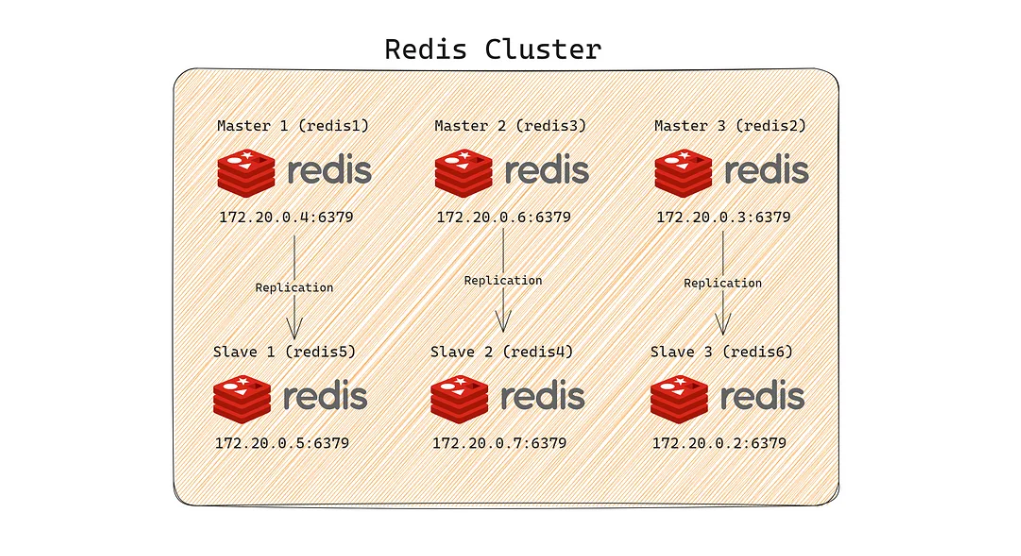 Redis Cluster
Master 1 (redis1)
Master 2 (redis3)
Master 3 (redis2)
redis
redis
redis
172.20.0.4:6379
172.20.0.6:6379
172.20.0.3:6379
Replication
Replication
Replication
Slave 1 (redis5)
Slave 2 (redis4)
Slave 3 (redis6)
redis
redis
redis
172.20.0.5:6379
172.20.0.7:6379
172.20.0.2:6379